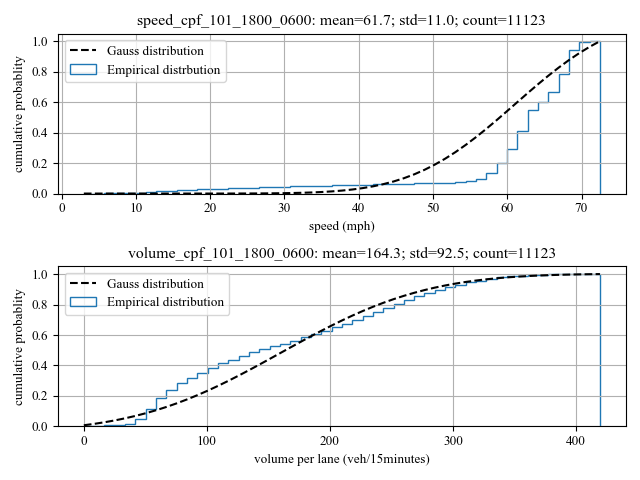 speed_cpf_101_1800_0600: mean=61.7; std=11.0; count=11123
cumulative probablity
1.0
0.8
0.6
0.4
0.2
0.0
Gauss distribution
Empirical distrbution
0 10 20 30 40 50 60 70
speed (mph)
volume_cpf_101_1800_0600: mean=164.3; std=92.5; count=11123
cumulative probablity
1.0
0.8
0.6
0.4
0.2
0.0
Gauss distribution
Empirical distribution
0 100 200 300 400
volume per lane (veh/15minutes)